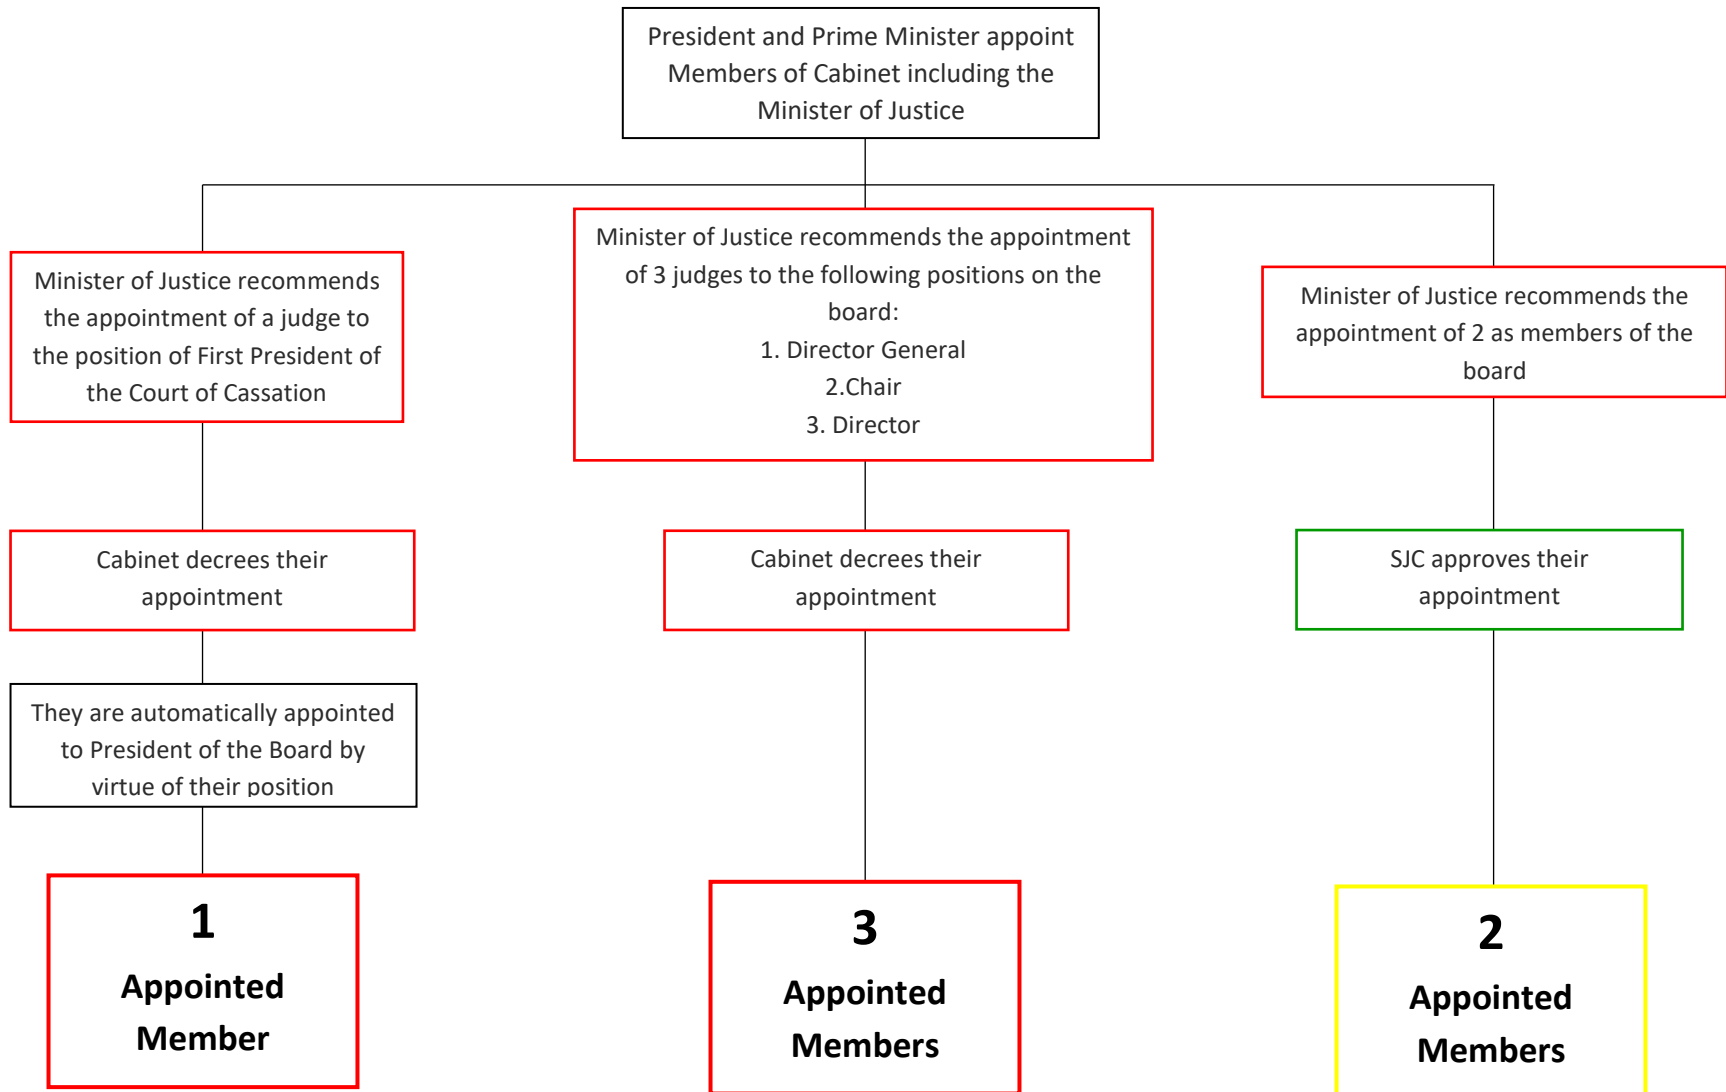 President and Prime Minister appoint
Members of Cabinet including the
Minister of Justice
Minister of Justice recommends
the appointment of a judge to
the position of First President of
the Court of Cassation
Minister of Justice recommends the appointment
of 3 judges to the following positions on the
board:
1. Director General
2.Chair
3. Director
Minister of Justice recommends the
appointment of 2 as members of the
board
Cabinet decrees their
appointment
Cabinet decrees their
appointment
SJC approves their
appointment
They are automatically appointed
to President of the Board by
virtue of their position
1
Appointed
Member
3
Appointed
Members
2
Appointed
Members